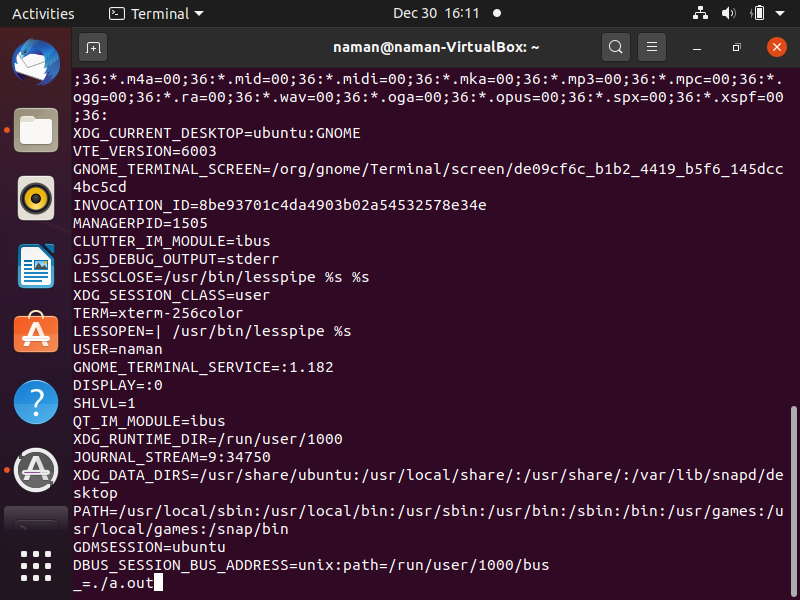 Activities
Terminal
Dec 30 16:11
naman@naman-VirtualBox: ~
;36:*.m4a=00;36:*.mid=00;36:*.midi=00;36:*.mka=00;36:*.mp3=00;36:*.mpc=00;36:*.
ogg=00;36:*.ra=00;36:*.wav=00;36:*.oga=00;36:*.opus=00;36:*.spx=00;36:*.xspf=00
;36:
XDG_CURRENT_DESKTOP=ubuntu:GNOME
VTE_VERSION=6003
GNOME_TERMINAL_SCREEN=/org/gnome/Terminal/screen/de09cf6c_b1b2_4419_b5f6_145dcc
4bc5cd
INVOCATION_ID=8be93701c4da4903b02a54532578e34e
MANAGERPID=1505
CLUTTER_IM_MODULE=ibus
GJS_DEBUG_OUTPUT=stderr
LESSCLOSE=/usr/bin/lesspipe %s %s
XDG_SESSION_CLASS=user
TERM=xterm-256color
LESSOPEN=| /usr/bin/lesspipe %s
USER=naman
GNOME_TERMINAL_SERVICE=:1.182
DISPLAY=:0
SHLVL=1
QT_IM_MODULE=ibus
XDG_RUNTIME_DIR=/run/user/1000
JOURNAL_STREAM=9:34750
XDG_DATA_DIRS=/usr/share/ubuntu:/usr/local/share/:/usr/share/:/var/lib/snapd/de
sktop
PATH=/usr/local/sbin:/usr/local/bin:/usr/sbin:/usr/bin:/sbin:/bin:/usr/games:/u
sr/local/games:/snap/bin
GDMSESSION=ubuntu
DBUS_SESSION_BUS_ADDRESS=unix:path=/run/user/1000/bus
_=./a.out